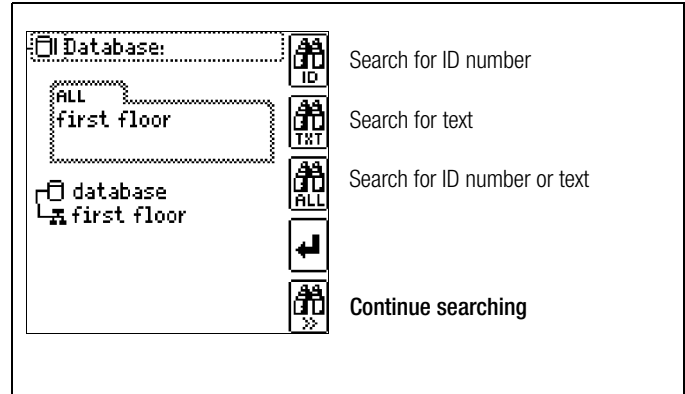 Database:
ID
Search for ID number
ALL
first floor
TXT
Search for text
ALL
Search for ID number or text
database
first floor
>>
Continue searching